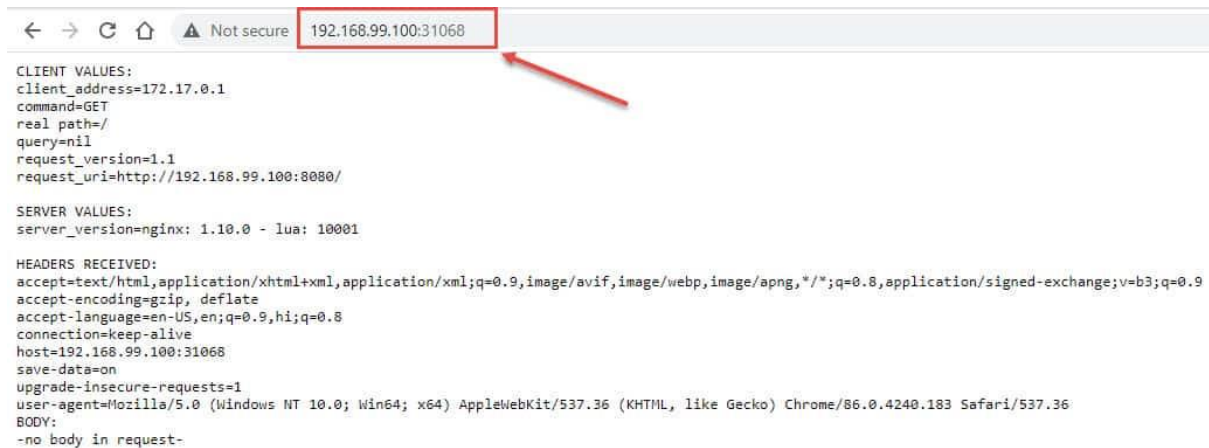 Not secure 192.168.99.100:31068
CLIENT VALUES:
client_address=172.17.0.1
command=GET
real path=/
query=nil
request_version=1.1
request_uri=http://192.168.99.100:8080/
SERVER VALUES:
server_version=nginx: 1.10.0 - lua: 10001
HEADERS RECEIVED:
accept=text/html,application/xhtml+xml,application/xml;q=0.9,image/avif,image/webp,image/apng,*/*;q=0.8,application/signed-exchange;v=b3;q=0.9
accept-encoding=gzip, deflate
accept-language=en-US,en;q=0.9,hi;q=0.8
connection=keep-alive
host=192.168.99.100:31068
save-data=on
upgrade-insecure-requests=1
user-agent=Mozilla/5.0 (Windows NT 10.0; Win64; x64) AppleWebKit/537.36 (KHTML, like Gecko) Chrome/86.0.4240.183 Safari/537.36
BODY:
-no body in request-